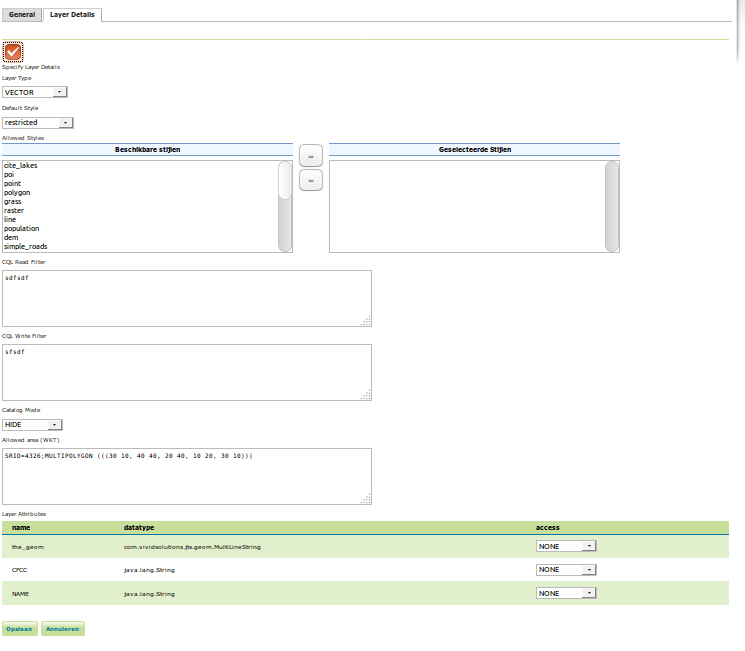 General
Layer Details
Specify Layer Details
Layer Type
VECTOR
Default Style
restricted
Allowed Styles
Beschikbare stijlen
Geselecteerde Stijlen
cite_lakes
poi
point
polygon
grass
raster
line
population
dem
simple_roads
CQL Read Filter
sdfsdf
CQL Write Filter
sfsdf
Catalog Mode
HIDE
Allowed area (WKT)
SRID=4326;MULTIPOLYGON (((30 10, 40 40, 20 40, 10 20, 30 10)))
Layer Attributes
name datatype access
the_geom com.vividsolutions.jts.geom.MultiLineString NONE
CFCC java.lang.String NONE
NAME java.lang.String NONE
Opslaan Annuleren